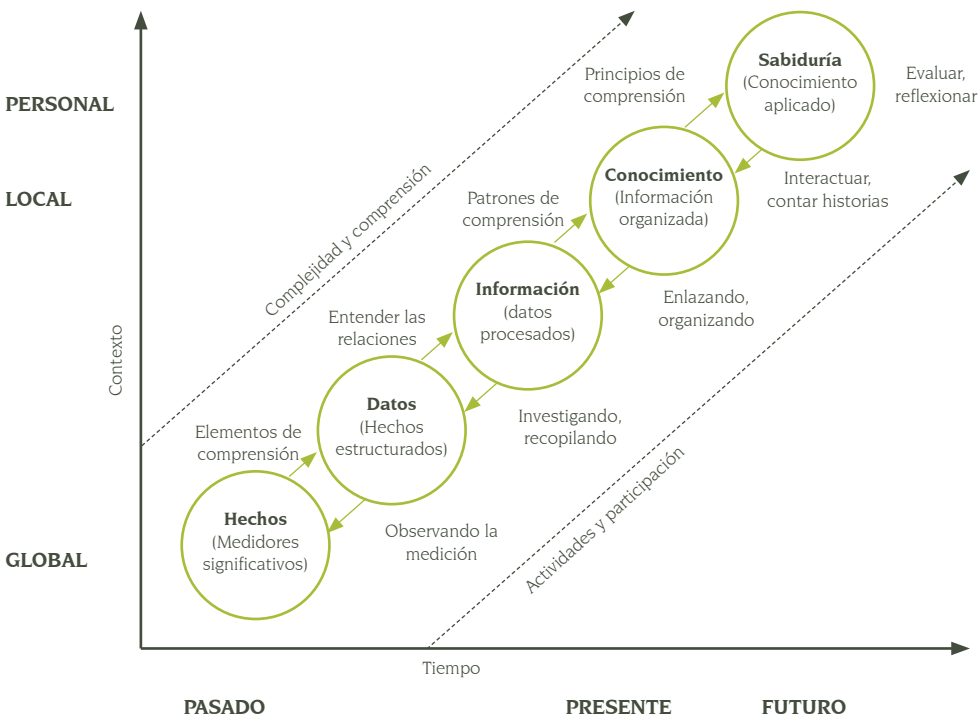 Sabiduría
(Conocimiento
aplicado)
Evaluar,
reflexionar
Principios de
comprensión
PERSONAL
Conocimiento
(Información
organizada)
Interactuar,
contar historias
LOCAL
Patrones de
comprensión
Complejidad y comprensión
Información
(datos
procesados)
Enlazando,
organizando
Entender las
relaciones
Contexto
Datos
(Hechos
estructurados)
Investigando,
recopilando
Elementos de
comprensión
Actividades y participación
Hechos
(Medidores
significativos)
Observando la
medición
GLOBAL
Tiempo
PASADO
PRESENTE
FUTURO